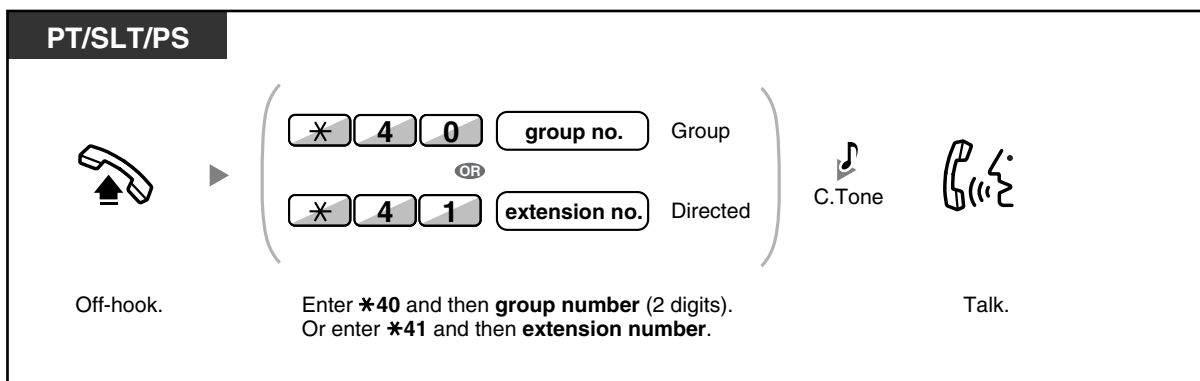 PT/SLT/PS
✳ 4 0 group no. Group
OR
✳ 4 1 extension no. Directed
C.Tone
Off-hook.
Enter ✳40 and then group number (2 digits).
Or enter ✳41 and then extension number.
Talk.